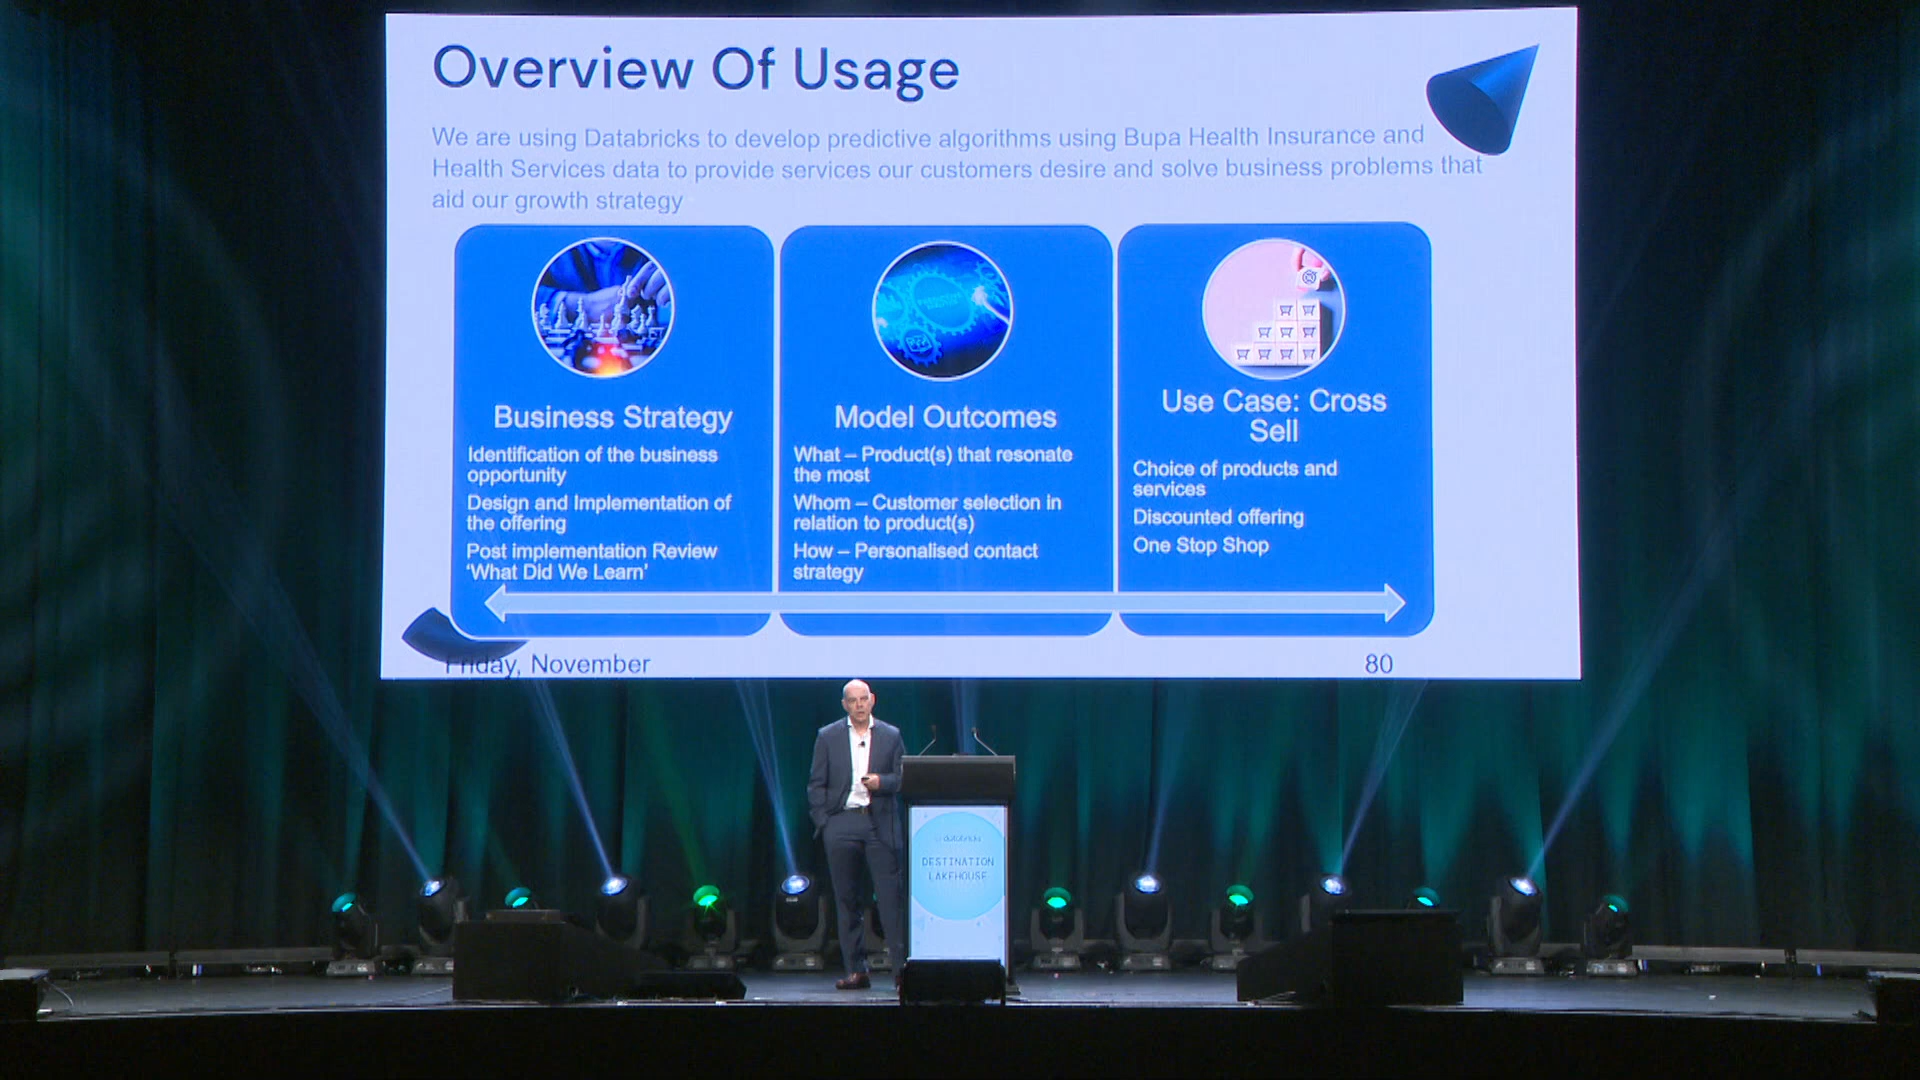 Overview Of Usage
We are using Databricks to develop predictive algorithms using Bupa Health Insurance and
Health Services data to provide services our customers desire and solve business problems that
aid our growth strategy
Business Strategy
Identification of the business
opportunity
Design and Implementation of
the offering
Post implementation Review
‘What Did We Learn’
Model Outcomes
What – Product(s) that resonate
the most
Whom – Customer selection in
relation to product(s)
How – Personalised contact
strategy
Use Case: Cross
Sell
Choice of products and
services
Discounted offering
One Stop Shop
Friday, November
80
databricks
DESTINATION
LAKEHOUSE